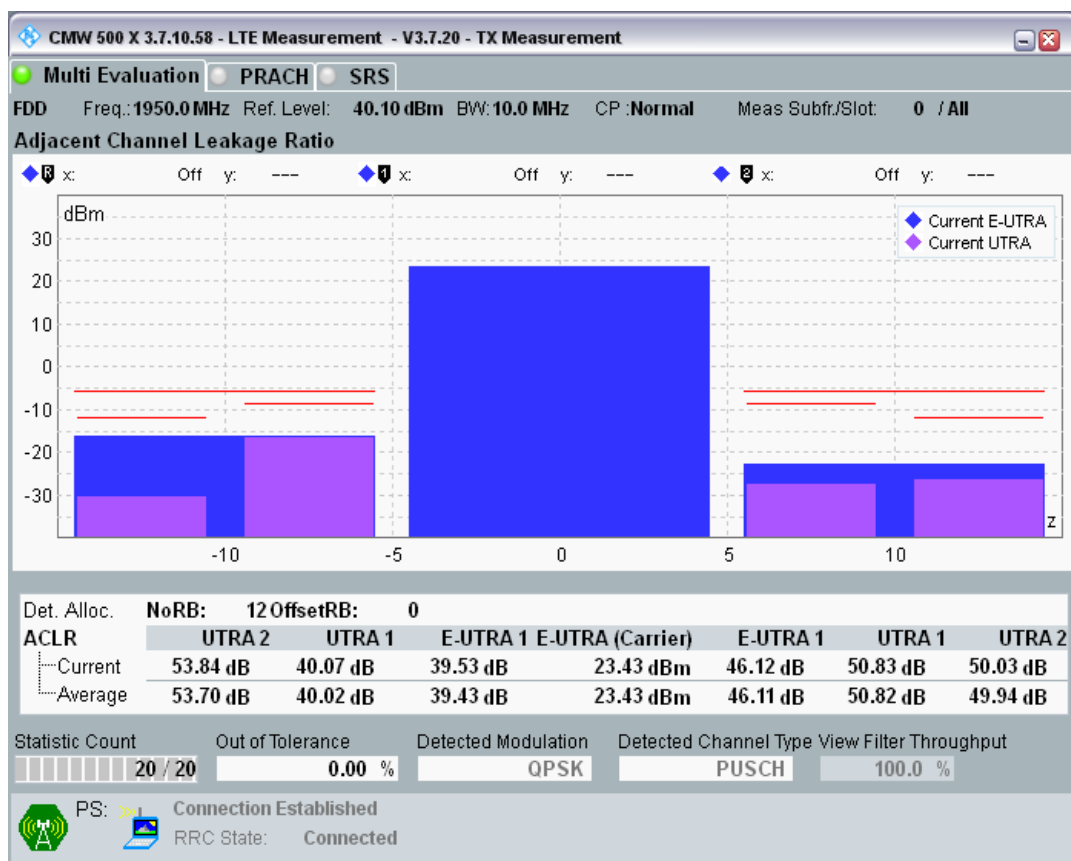 CMW 500 X 3.7.10.58 - LTE Measurement - V3.7.20 - TX Measurement
Multi Evaluation PRACH SRS
FDD Freq.: 1950.0 MHz Ref. Level: 40.10 dBm BW: 10.0 MHz CP : Normal Meas Subfr./Slot: 0 / All
Adjacent Channel Leakage Ratio
R x: Off y: --- 1 x: Off y: --- 2 x: Off y: ---
dBm
Current E-UTRA
Current UTRA
30
20
10
0
-10
-20
-30
z
-10 -5 0 5 10
Det. Alloc. NoRB: 12 OffsetRB: 0
ACLR UTRA 2 UTRA 1 E-UTRA 1 E-UTRA (Carrier) E-UTRA 1 UTRA 1 UTRA 2
Current 53.84 dB 40.07 dB 39.53 dB 23.43 dBm 46.12 dB 50.83 dB 50.03 dB
Average 53.70 dB 40.02 dB 39.43 dB 23.43 dBm 46.11 dB 50.82 dB 49.94 dB
Statistic Count Out of Tolerance Detected Modulation Detected Channel Type View Filter Throughput
20 / 20 0.00 % QPSK PUSCH 100.0 %
PS: Connection Established
RRC State: Connected